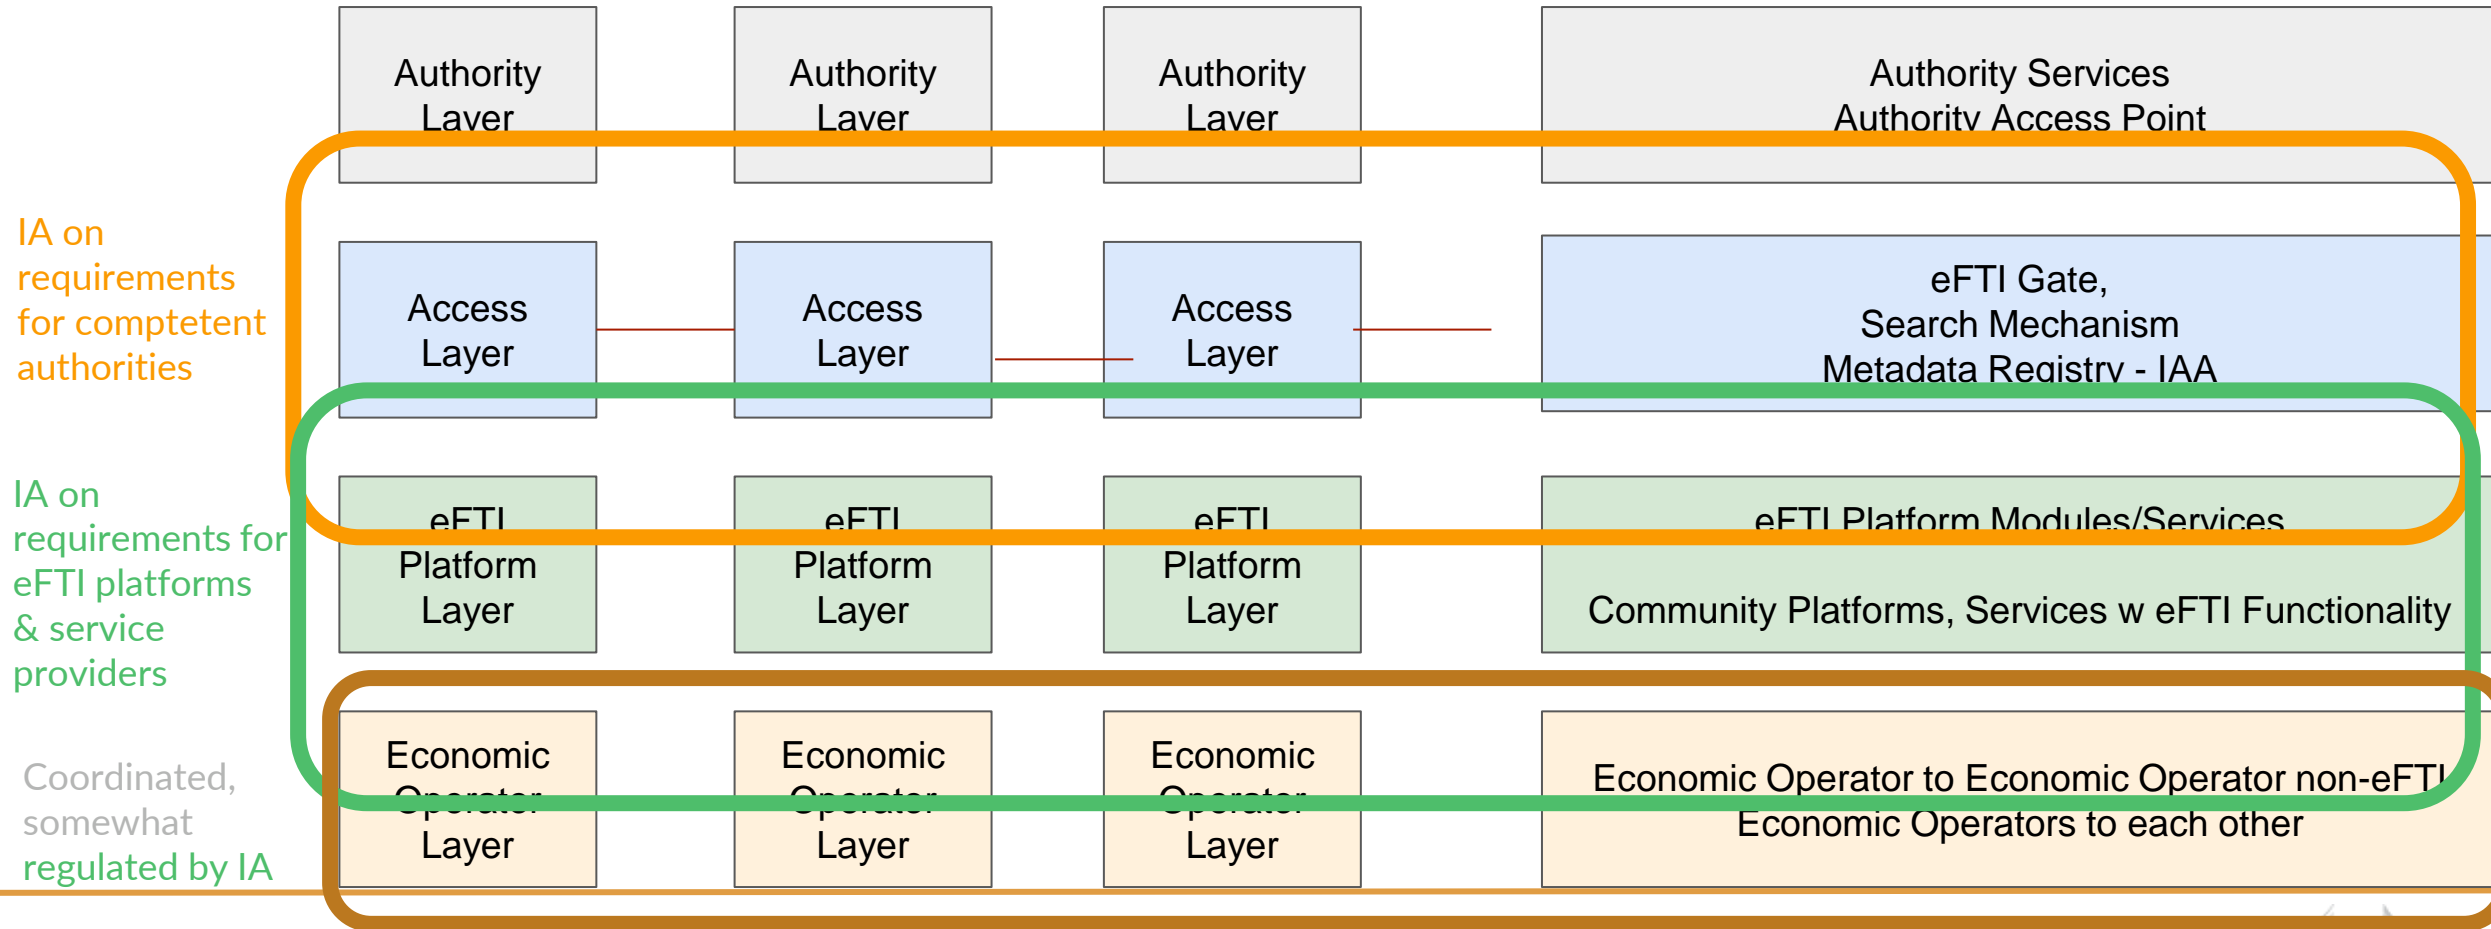 Authority
Layer
Authority
Layer
Authority
Layer
Authority Services
Authority Access Point
IA on
requirements
for comptetent
authorities
Access
Layer
Access
Layer
Access
Layer
eFTI Gate,
Search Mechanism
Metadata Registry - IAA
IA on
requirements for
eFTI platforms
& service
providers
eFTI
Platform
Layer
eFTI
Platform
Layer
eFTI
Platform
Layer
eFTI Platform Modules/Services
Community Platforms, Services w eFTI Functionality
Coordinated,
somewhat
regulated by IA
Economic
Operator
Layer
Economic
Operator
Layer
Economic
Operator
Layer
Economic Operator to Economic Operator non-eFTI
Economic Operators to each other